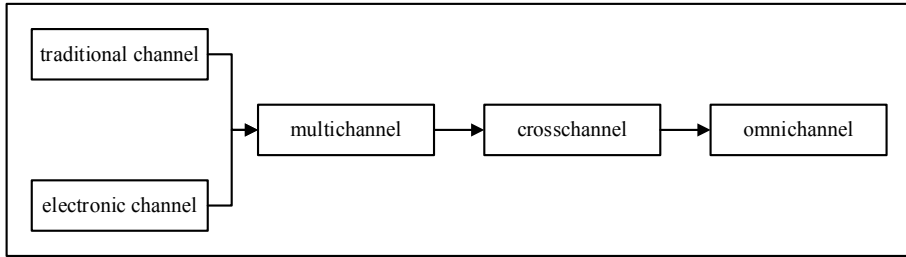 traditional channel
multichannel
crosschannel
omnichannel
electronic channel